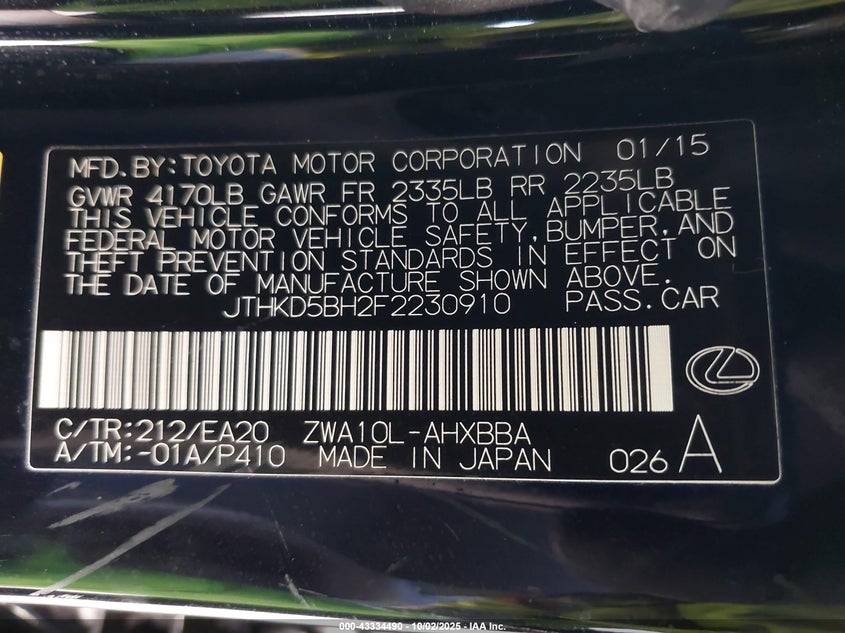 MFD.BY:TOYOTA MOTOR CORPORATION 01/15
GVWR 4170LB GAWR FR 2335LB RR 2235LB
THIS VEHICLE CONFORMS TO ALL APPLICABLE
FEDERAL MOTOR VEHICLE SAFETY,BUMPER,AND
THEFT PREVENTION STANDARDS IN EFFECT ON
THE DATE OF MANUFACTURE SHOWN ABOVE.
JTHKD5BH2F2230910 PASS.CAR
C/TR:212/EA20 ZWA10L-AHXBBA
A/TM:-01A/P410 MADE IN JAPAN 026 A
000-43334490 - 10/02/2025 - IAA Inc.